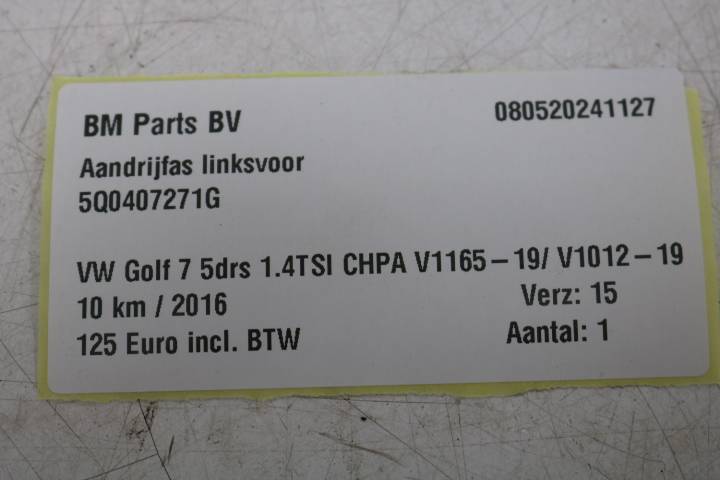 BM Parts BV 080520241127
Aandrijfas linksvoor
5Q0407271G
VW Golf 7 5drs 1.4TSI CHPA V1165-19/ V1012-19
10 km / 2016 Verz: 15
125 Euro incl. BTW Aantal: 1